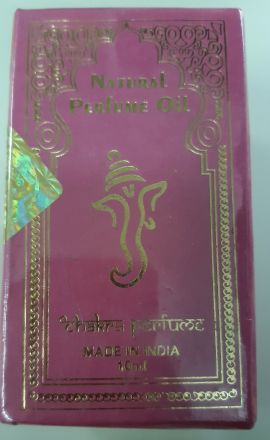 NATURAL
PERFUME OIL
Chakra perfume
MADE IN INDIA
10ml